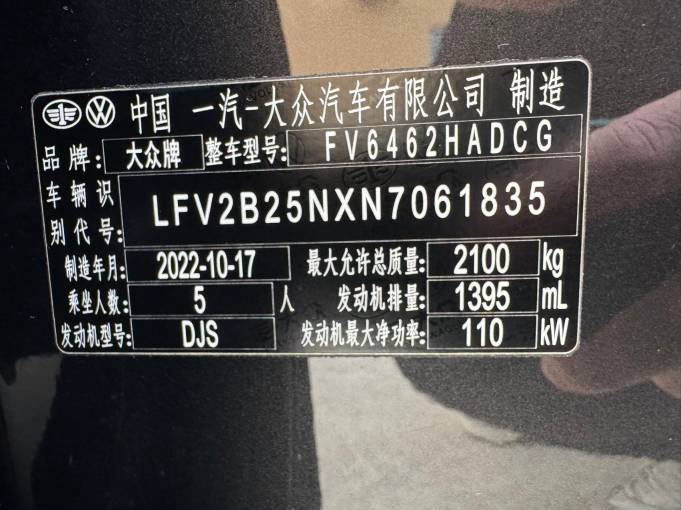 中国 一汽-大众汽车有限公司 制造
品牌: 大众牌 整车型号: FV6462HADCG
车辆识别代号: LFV2B25NXN7061835
制造年月: 2022-10-17 最大允许总质量: 2100 kg
乘坐人数: 5 人 发动机排量: 1395 mL
发动机型号: DJS 发动机最大净功率: 110 kW